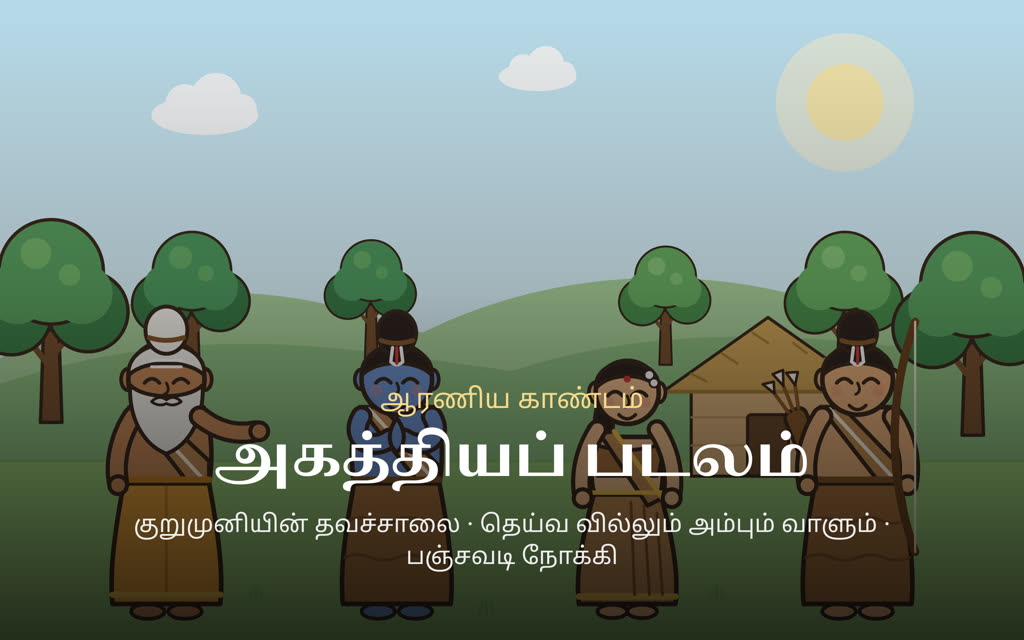 ஆரணிய காண்டம்
அகத்தியப் படலம்
குறுமுனியின் தவச்சாலை · தெய்வ வில்லும் அம்பும் வாளும் ·
பஞ்சவடி நோக்கி